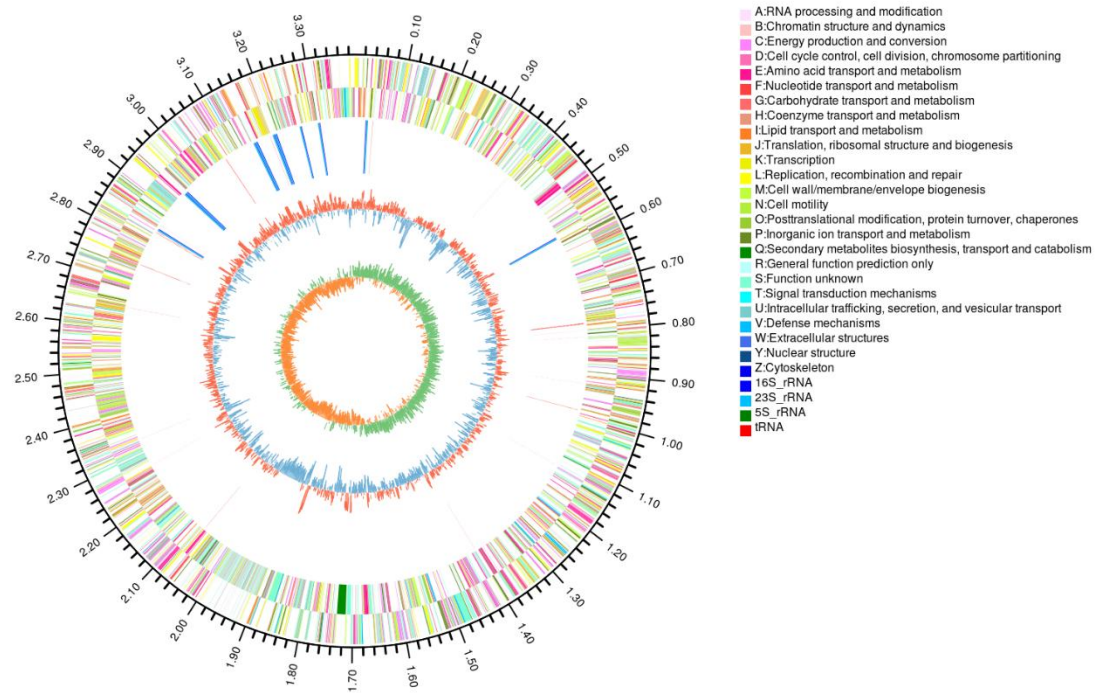 0.10
0.20
0.30
0.40
0.50
0.60
0.70
0.80
0.90
1.00
1.10
1.20
1.30
1.40
1.50
1.60
1.70
1.80
1.90
2.00
2.10
2.20
2.30
2.40
2.50
2.60
2.70
2.80
2.90
3.00
3.10
3.20
3.30
A:RNA processing and modification
B:Chromatin structure and dynamics
C:Energy production and conversion
D:Cell cycle control, cell division, chromosome partitioning
E:Amino acid transport and metabolism
F:Nucleotide transport and metabolism
G:Carbohydrate transport and metabolism
H:Coenzyme transport and metabolism
I:Lipid transport and metabolism
J:Translation, ribosomal structure and biogenesis
K:Transcription
L:Replication, recombination and repair
M:Cell wall/membrane/envelope biogenesis
N:Cell motility
O:Posttranslational modification, protein turnover, chaperones
P:Inorganic ion transport and metabolism
Q:Secondary metabolites biosynthesis, transport and catabolism
R:General function prediction only
S:Function unknown
T:Signal transduction mechanisms
U:Intracellular trafficking, secretion, and vesicular transport
V:Defense mechanisms
W:Extracellular structures
Y:Nuclear structure
Z:Cytoskeleton
16S_rRNA
23S_rRNA
5S_rRNA
tRNA